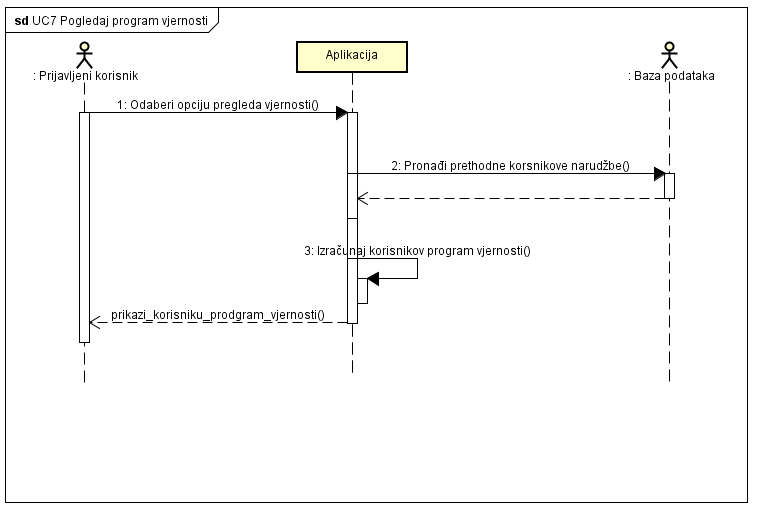 sd UC7 Pogledaj program vjernosti
: Prijavljeni korisnik
Aplikacija
: Baza podataka
1: Odaberi opciju pregleda vjernosti()
2: Pronađi prethodne korsnikove narudžbe()
3: Izračunaj korisnikov program vjernosti()
prikazi_korisniku_prodgram_vjernosti()